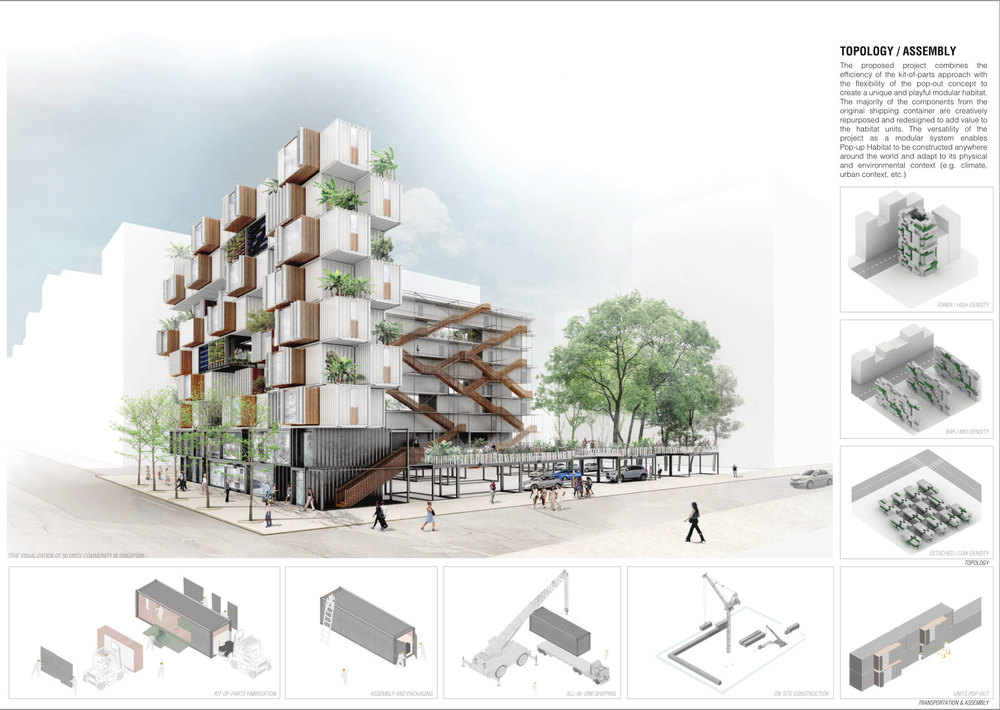 TOPOLOGY / ASSEMBLY
The proposed project combines the
efficiency of the kit-of-parts approach with
the flexibility of the pop-out concept to
create a unique and playful modular habitat.
The majority of the components from the
original shipping container are creatively
repurposed and redesigned to add value to
the habitat units. The versatility of the
project as a modular system enables
Pop-up Habitat to be constructed anywhere
around the world and adapt to its physical
and environmental context (e.g. climate,
urban context, etc.)
TOWER / HIGH-DENSITY
BAR / MID-DENSITY
DETACHED / LOW-DENSITY
TOPOLOGY
TTHE VISUALIZATION OF 50 UNITS COMMUNITY IN SINGAPORE
KIT-OF- PARTS FABRICATION
ASSEMBLY AND PACKAGING
ALL-IN -ONE SHIPPING
ON-SITE CONSTRUCTION
UNITS POP-OUT
TRANSPORTATION & ASSEMBLY